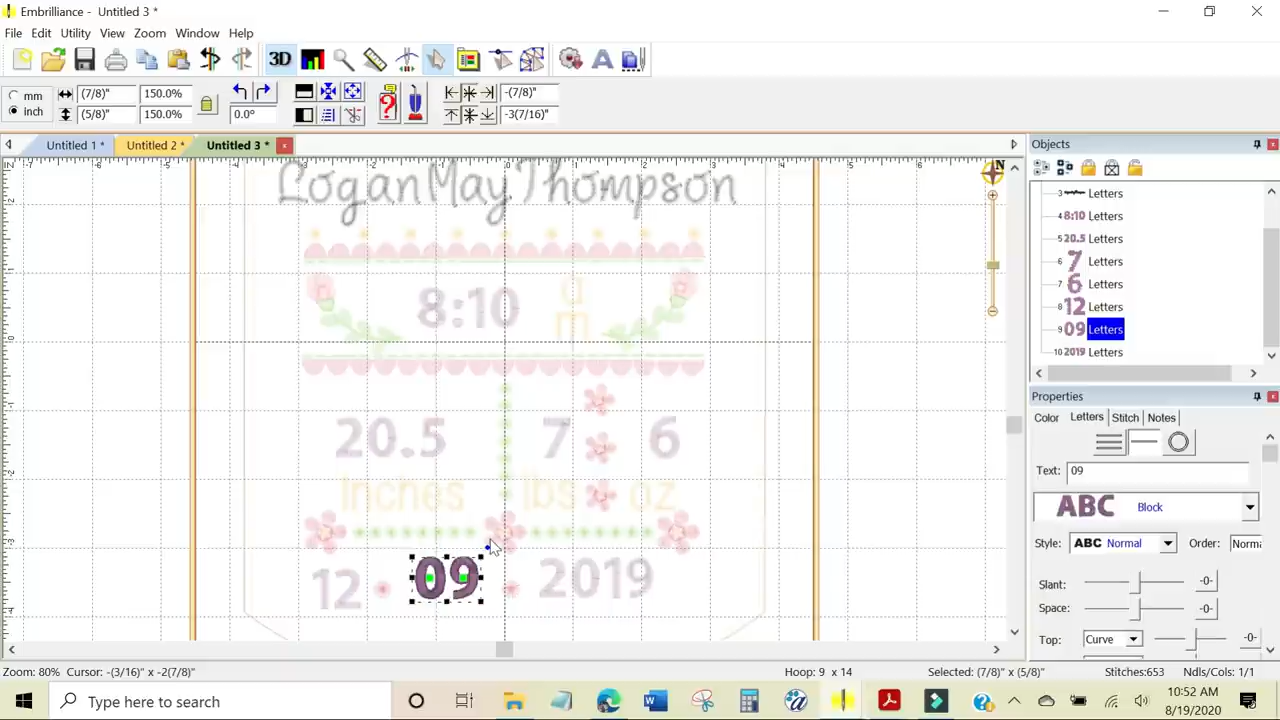 Embrilliance - Untitled 3 *
File Edit Utility View Zoom Window Help
3D
mm
inch
(7/8)" 150.0%
(5/8)" 150.0%
0.0º
-(7/8)"
-3(7/16)"
Untitled 1 * Untitled 2 * Untitled 3 *
Logan May Thompson
8:10 a m
20.5 7 6
Inches lbs oz
12 09 2019
N
Objects
3 Letters
4 8:10 Letters
5 20.5 Letters
6 7 Letters
7 6 Letters
8 12 Letters
9 09 Letters
10 2019 Letters
Properties
Color Letters Stitch Notes
Text: 09
ABC Block
Style: ABC Normal Order: Norma
Slant: -0-
Space: -0-
Top: Curve -0-
Zoom: 80% Cursor: -(3/16)" x -2(7/8)" Hoop: 9 x 14 Selected: (7/8)" x (5/8)" Stitches:653 Ndls/Cols: 1/1
Type here to search
10:52 AM
8/19/2020